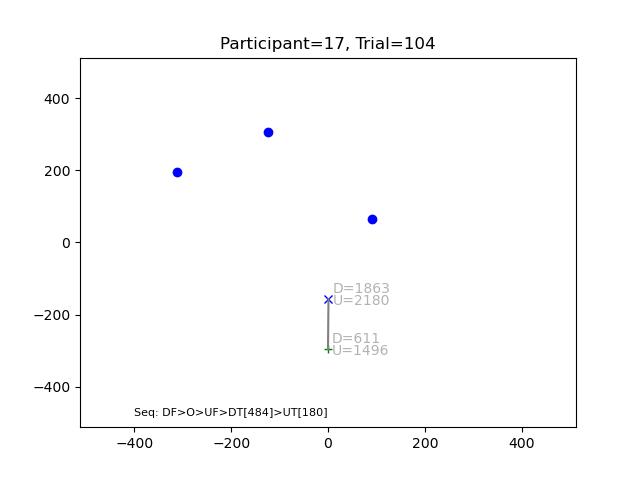 Participant=17, Trial=104
400
200
0
−200
−400
D=1863
U=2180
D=611
U=1496
Seq: DF>O>UF>DT[484]>UT[180]
−400
−200
0
200
400